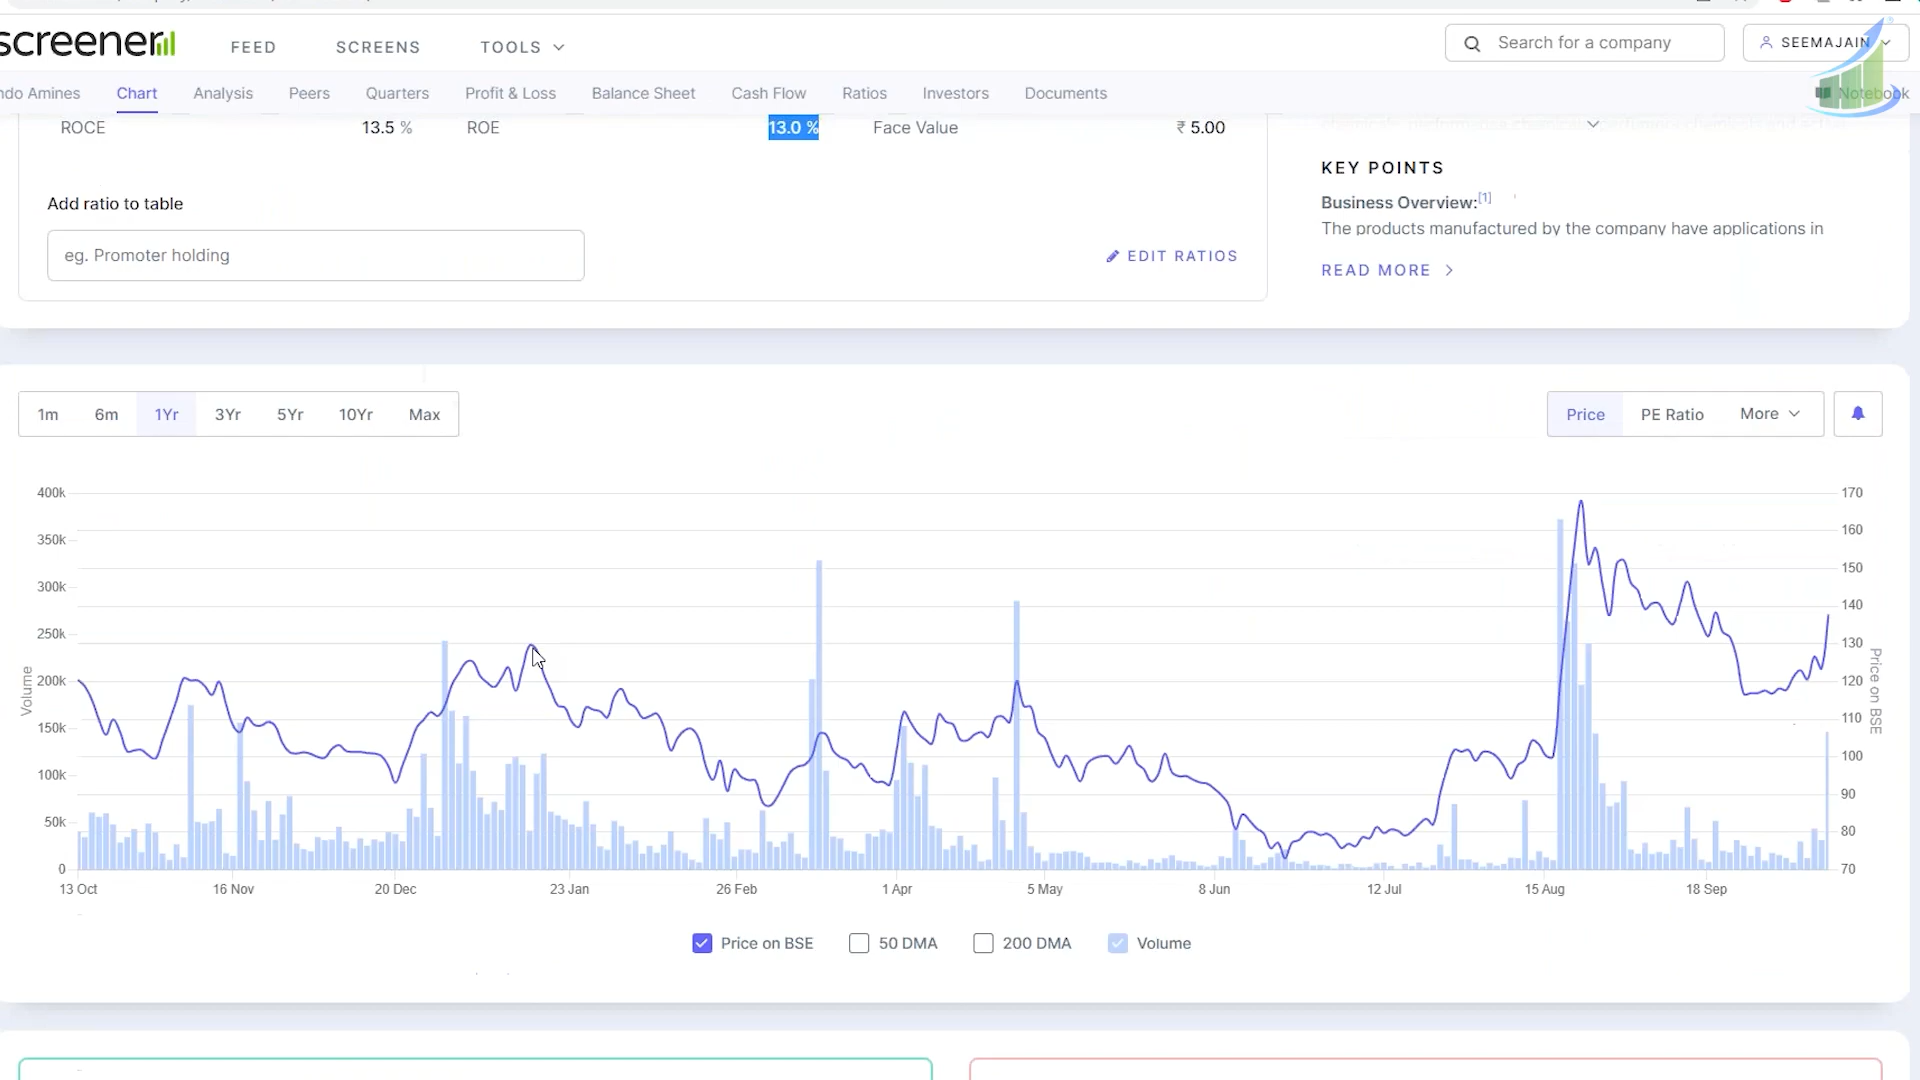 screener
FEED
SCREENS
TOOLS
Search for a company
SEEMAJAIN
ndo Amines
Chart
Analysis
Peers
Quarters
Profit & Loss
Balance Sheet
Cash Flow
Ratios
Investors
Documents
Notebook
ROCE 13.5 %
ROE 13.0 %
Face Value ₹ 5.00
Add ratio to table
eg. Promoter holding
EDIT RATIOS
KEY POINTS
Business Overview:[1]
The products manufactured by the company have applications in
READ MORE
1m 6m 1Yr 3Yr 5Yr 10Yr Max
Price PE Ratio More
400k
350k
300k
250k
200k
150k
100k
50k
0
Volume
170
160
150
140
130
120
110
100
90
80
70
Price on BSE
13 Oct 16 Nov 20 Dec 23 Jan 26 Feb 1 Apr 5 May 8 Jun 12 Jul 15 Aug 18 Sep
Price on BSE 50 DMA 200 DMA Volume